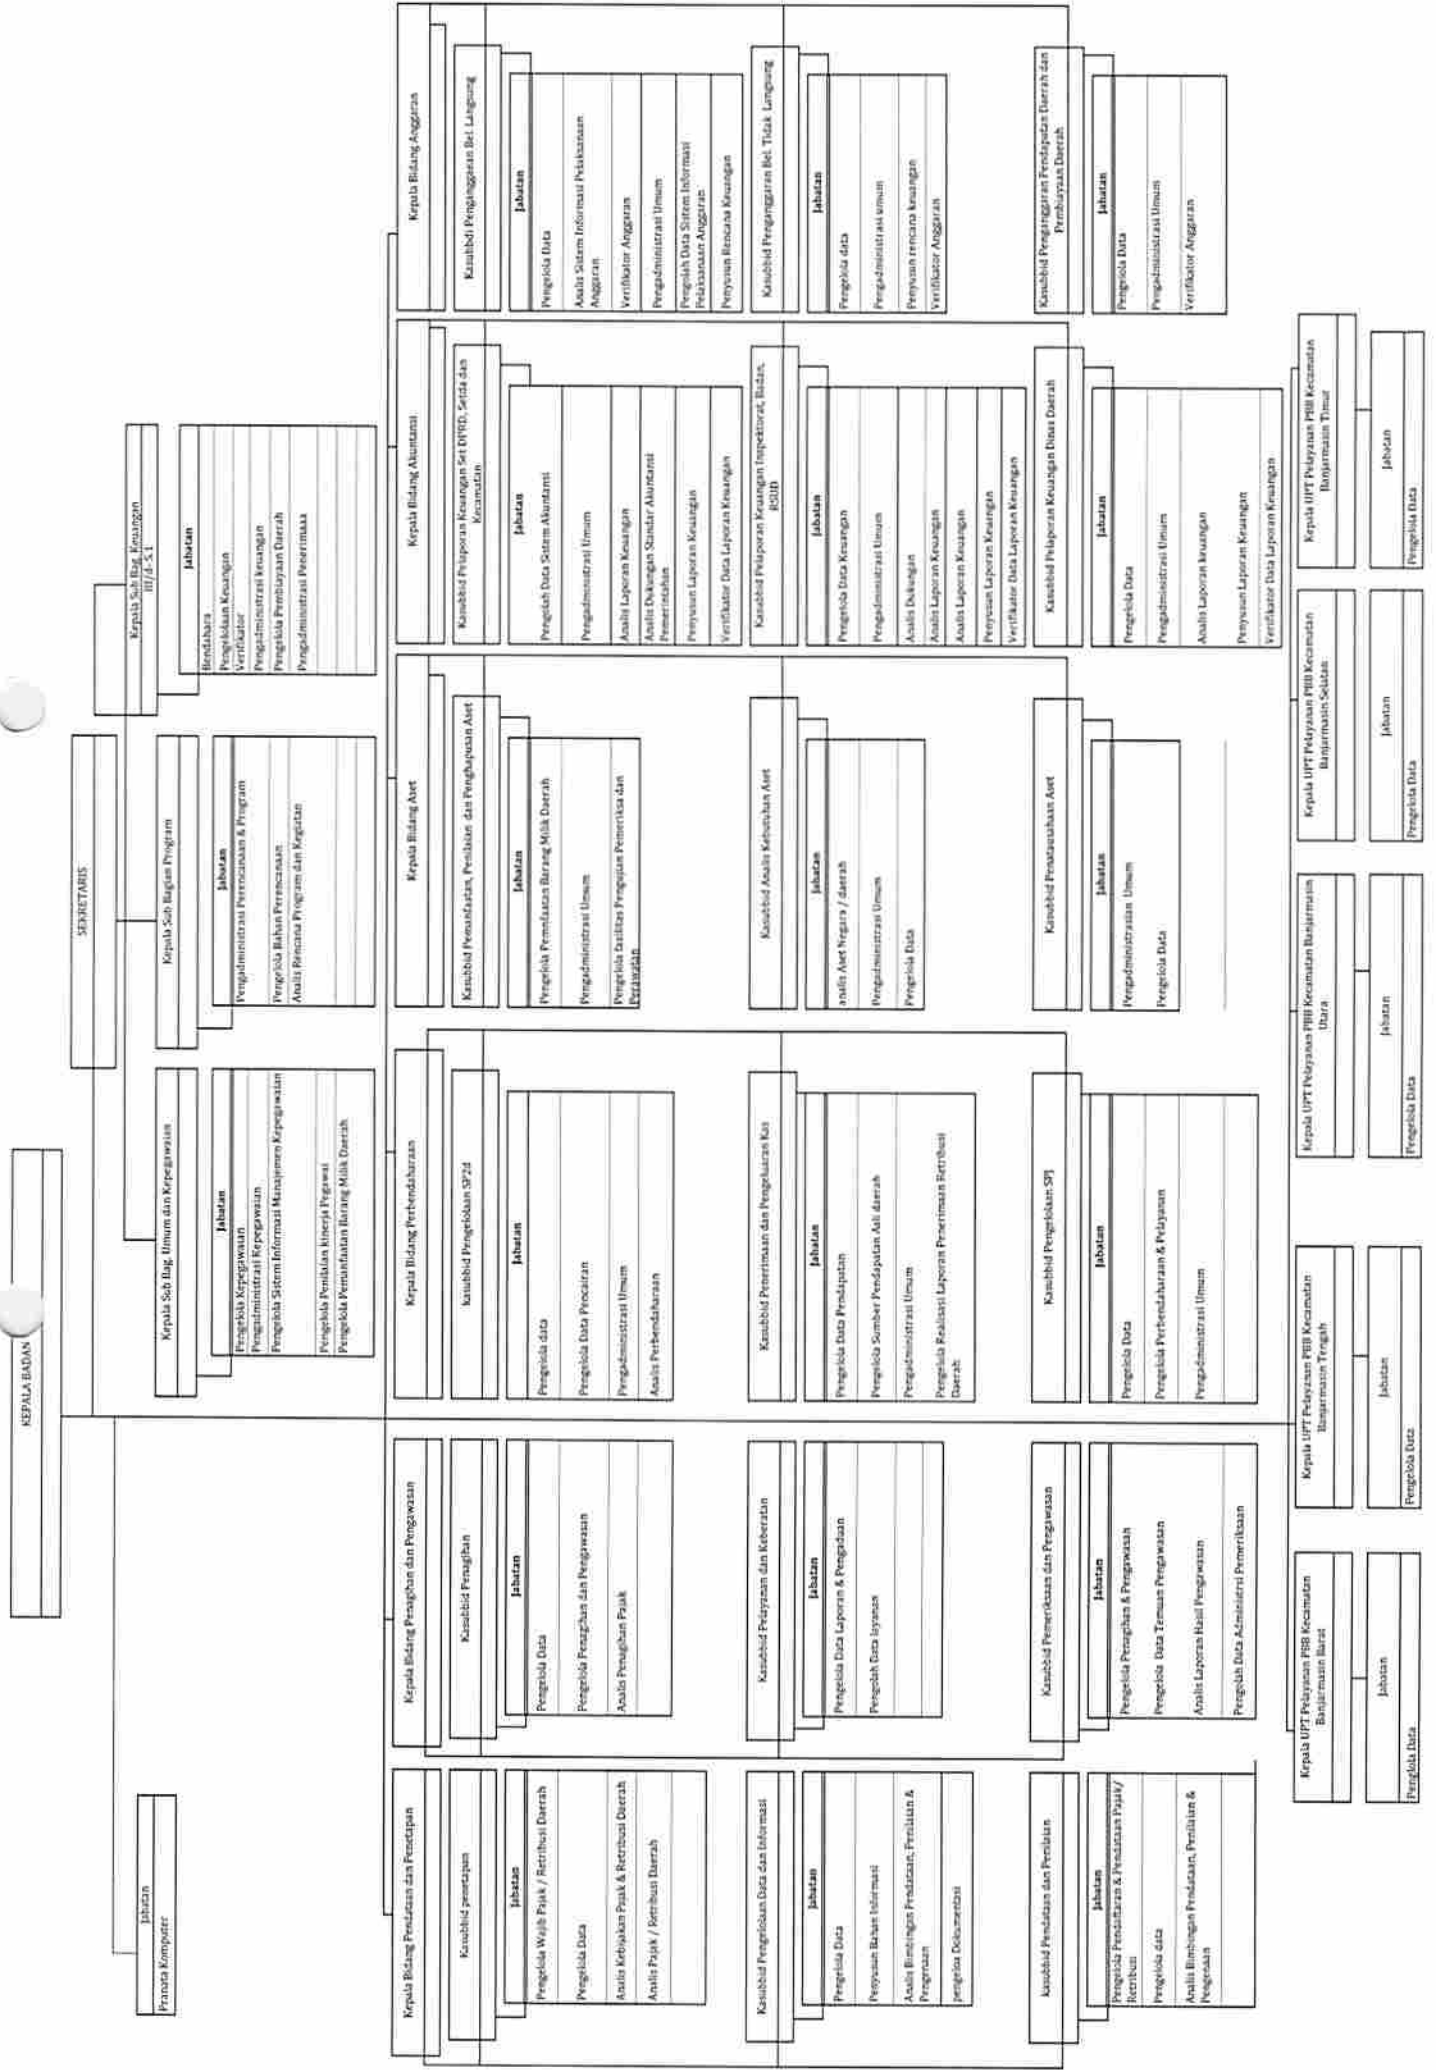 KEPALA BADAN
Jabatan
Pranata Komputer
SEKRETARIS
Kepala Sub Bag. Umum dan Kepegawaian
Jabatan
Pengelola Kepegawaian
Pengadministrasi Kepegawaian
Pengelola Sistem Informasi Manajemen Kepegawaian
Pengelola Penilaian kinerja Pegawai
Pengelola Pemanfaatan Barang Milik Daerah
Kepala Sub Bagian Program
Jabatan
Pengadministrasi Perencanaan & Program
Pengelola Bahan Perencanaan
Analis Rencana Program dan Kegiatan
Kepala Sub Bag. Keuangan
III/d- S.1
Jabatan
Bendahara
Pengelolaan Keuangan
Verifikator
Pengadministrasi keuangan
Pengelola Pembiayaan Daerah
Pengadministrasi Penerimaaa
Kepala Bidang Pendataan dan Penetapan
Kasubbid penetapan
Jabatan
Pengelola Wajib Pajak / Retribusi Daerah
Pengelola Data
Analis Kebijakan Pajak & Retribusi Daerah
Analis Pajak / Retribusi Daerah
Kasubbid Pengelolaan Data dan Informasi
Jabatan
Pengelola Data
Penyusun Bahan Informasi
Analis Bimbingan Pendataan, Penilaian &
Pengenaan
pengeloa Dokumentasi
kasubbid Pendataan dan Penilaian
Jabatan
Pengelola Pendaftaran & Pendataan Pajak/
Retribusi
Pengelola data
Analis Bimbingan Pendataan, Penilaian &
Pengenaan
Kepala Bidang Penagihan dan Pengawasan
Kasubbid Penagihan
Jabatan
Pengelola Data
Pengelola Penagihan dan Pengawasan
Analis Penagihan Pajak
Kasubbid Pelayanan dan Keberatan
Jabatan
Pengelola Data Laporan & Pengaduan
Pengolah Data layanan
Kasubbid Pemeriksaan dan Pengawasan
Jabatan
Pengelola Penagihan & Pengawasan
Pengelola Data Temuan Pengawasan
Analis Laporan Hasil Pengawasan
Pengolah Data Administrsi Pemeriksaan
Kepala Bidang Perbendaharaan
Kasubbid Pengelolaan SP2d
Jabatan
Pengelola data
Pengelola Data Pencairan
Pengadministrasi Umum
Analis Perbendaharaan
Kasubbid Penerimaan dan Pengeluaran Kas
Jabatan
Pengelola Data Pendapatan
Pengelola Sumber Pendapatan Asli daerah
Pengadministrasi Umum
Pengelola Realisasi Laporan Penerimaan Retribusi
Daerah
Kasubbid Pengelolaan SPJ
Jabatan
Pengelola Data
Pengelola Perbendaharaan & Pelayanan
Pengadministrasi Umum
Kepala Bidang Aset
Kasubbid Pemanfaatan, Penilaian dan Penghapusan Aset
Jabatan
Pengelola Pemnfaatan Barang Milik Daerah
Pengadministrasi Umum
Pengelola fasilitas Pengujian Pemeriksa dan
Perawatan
Kasubbid Analis Kebutuhan Aset
Jabatan
analis Aset Negara / daerah
Pengadministrasi Umum
Pengelola Data
Kasubbid Penatausahaan Aset
Jabatan
Pengadministrasian Umum
Pengelola Data
Kepala Bidang Akuntansi
Kasubbid Pelaporan Keuangan Set DPRD, Setda dan
Kecamatan
Jabatan
Pengolah Data Sistem Akuntansi
Pengadministrasi Umum
Analis Laporan Keuangan
Analis Dukungan Standar Akuntansi
Pemerintahan
Penyusun Laporan Keuangan
Verifikator Data Laporan Keuangan
Kasubbid Pelaporan Keuangan Inspektorat, Badan,
RSUD
Jabatan
Pengelola Data Keuangan
Pengadministrasi Umum
Analis Dukungan
Analis Laporan Keuangan
Analis Laporan Keuangan
Penyusun Laporan Keuangan
Verifikator Data Laporan Keuangan
Kasubbid Pelaporan Keuangan Dinas Daerah
Jabatan
Pengelola Data
Pengadministrasi Umum
Analis Laporan keuangan
Penyusun Laporan Keuangan
Verifikator Data Laporan Keuangan
Kepala Bidang Anggaran
Kasubbdi Penganggaran Bel. Langsung
Jabatan
Pengelola Data
Analis Sistem Informasi Pelaksanaan
Anggaran
Verifikator Anggaran
Pengadministrasi Umum
Pengolah Data Sistem Informasi
Pelaksanaan Anggaran
Penyusun Rencana Keuangan
Kasubbid Penganggaran Bel. Tidak Langsung
Jabatan
Pengelola data
Pengadministrasi umum
Penyusun rencana keuangan
Verifikator Anggaran
Kasubbid Penganggaran Pendapatan Daerah dan
Pembiayaan Daerah
Jabatan
Pengelola Data
Pengadministrasi Umum
Verifikator Anggaran
Kepala UPT Pelayanan PBB Kecamatan
Banjarmasin Barat
Jabatan
Penglola Data
Kepala UPT Pelayanan PBB Kecamatan
Banjarmasin Tengah
Jabatan
Pengelola Data
Kepala UPT Pelayanan PBB Kecamatan Banjarmasin
Utara
Jabatan
Pengelola Data
Kepala UPT Pelayanan PBB Kecamatan
Banjarmasin Selatan
Jabatan
Pengelola Data
Kepala UPT Pelayanan PBB Kecamatan
Banjarmasin Timur
Jabatan
Pengelola Data